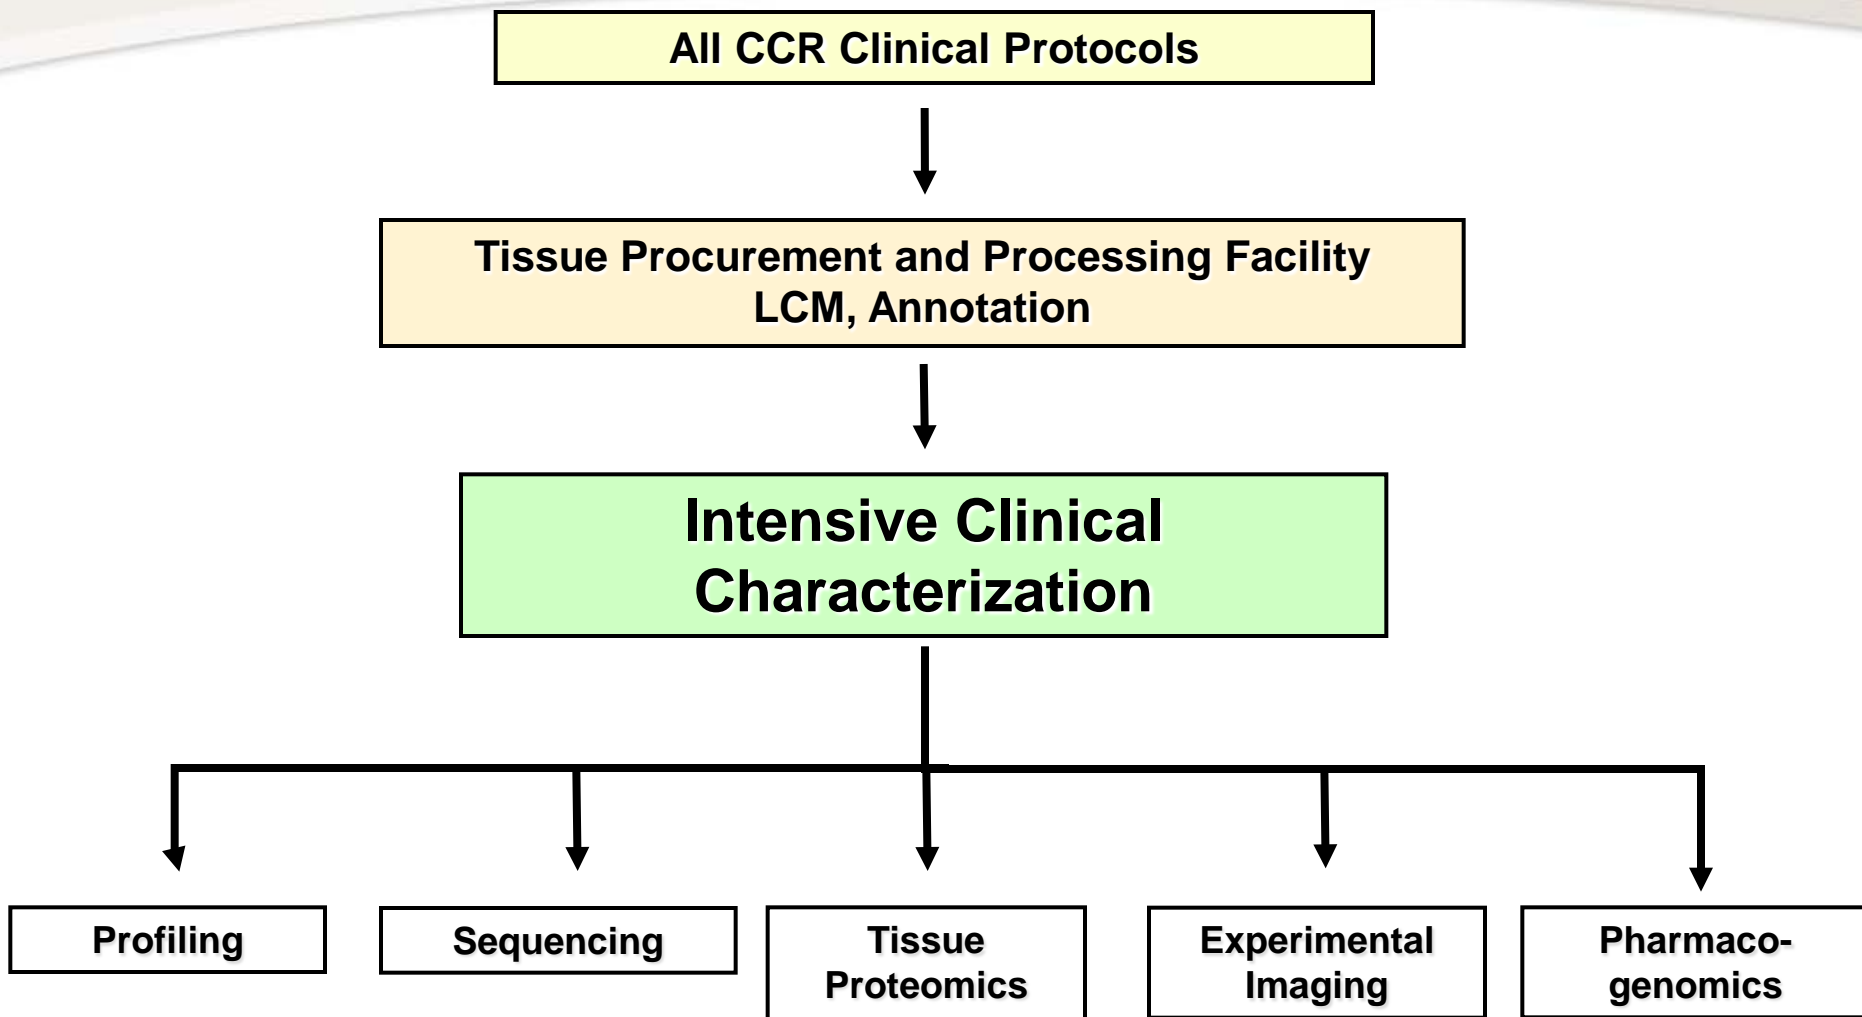 All CCR Clinical Protocols
Tissue Procurement and Processing Facility
LCM, Annotation
Intensive Clinical
Characterization
Profiling
Sequencing
Tissue
Proteomics
Experimental
Imaging
Pharmaco-
genomics